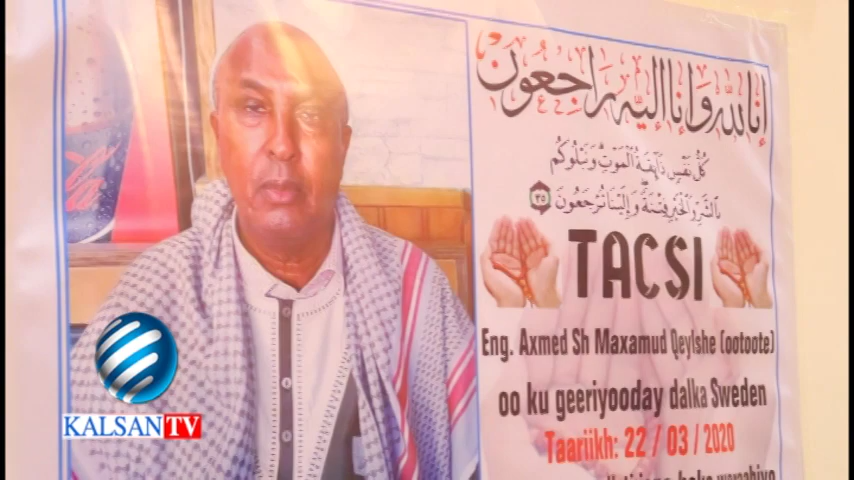 إنا لله وإنا إليه راجعون
كُلُّ نَفْسٍ ذَائِقَةُ الْمَوْتِ وَنَبْلُوكُم
بِالشَّرِّ وَالْخَيْرِ فِتْنَةً وَإِلَيْنَا تُرْجَعُونَ ٣٥
TACSI
Eng. Axmed Sh Maxamud Qeylshe (ootoote)
oo ku geeriyooday dalka Sweden
Taariikh: 22 / 03 / 2020
KALSAN TV